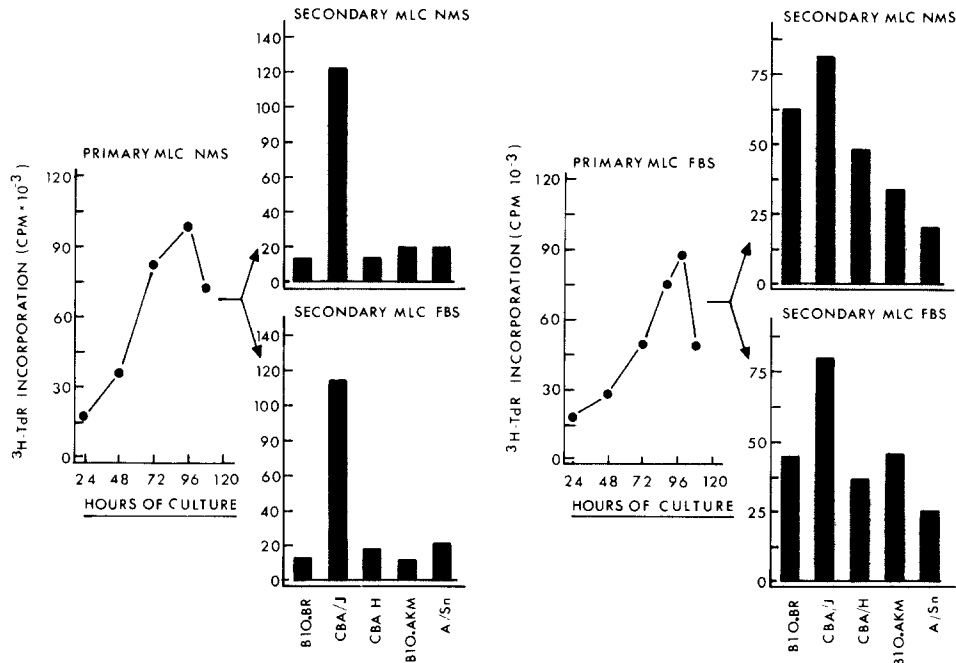 SECONDARY MLC NMS
140
120
100
80
60
40
20
0
PRIMARY MLC NMS
120
90
60
30
0
³H-TdR INCORPORATION (CPM × 10⁻³)
24 48 72 96 120
HOURS OF CULTURE
SECONDARY MLC FBS
140
120
100
80
60
40
20
0
B10.BR
CBA/J
CBA H
B10.AKM
A/Sn
SECONDARY MLC NMS
75
50
25
0
PRIMARY MLC FBS
120
90
60
30
0
³H-TdR INCORPORATION (CPM 10⁻³)
24 48 72 96 120
HOURS OF CULTURE
SECONDARY MLC FBS
75
50
25
0
B10.BR
CBA/J
CBA/H
B10.AKM
A/Sn